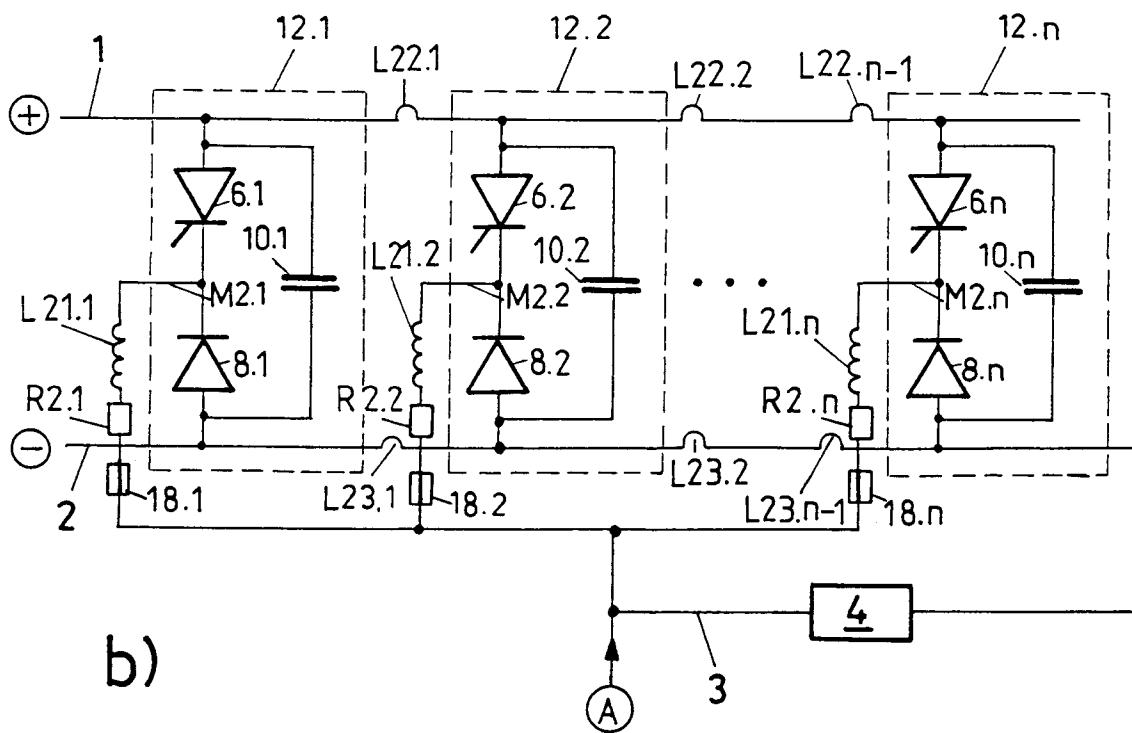 12.1
12.2
12.n
1
L22.1
L22.2
L22.n-1
+
6.1
6.2
6.n
10.1
L21.2
10.2
10.n
L21.1
M2.1
M2.2
M2.n
L21.n
8.1
8.2
8.n
R2.1
R2.2
R2.n
−
2
18.1
L23.1
18.2
L23.2
L23.n-1
18.n
4
b)
3
A